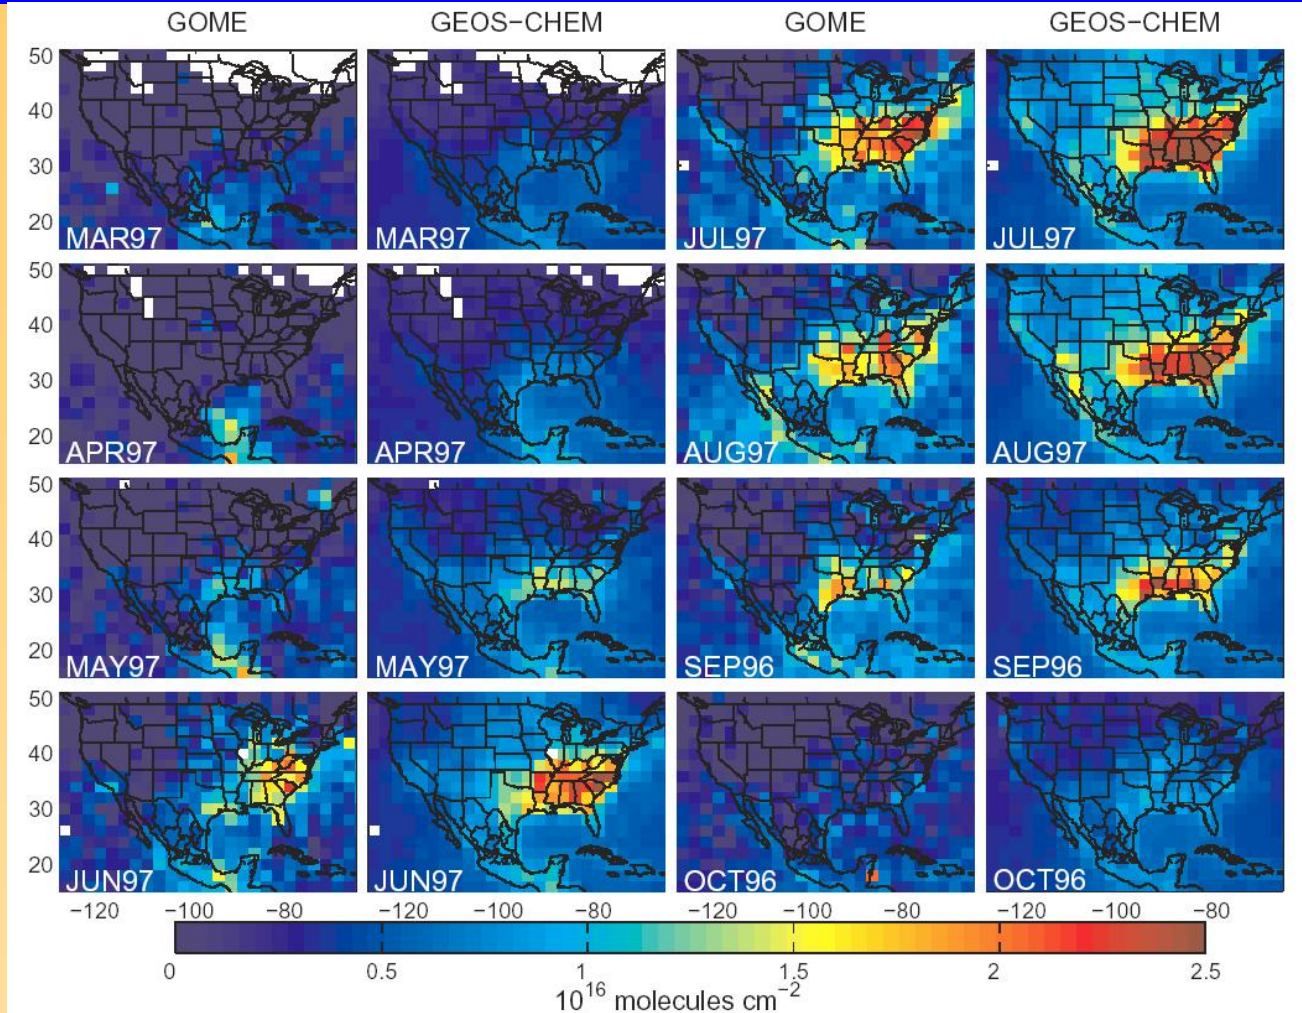 GOME GEOS−CHEM GOME GEOS−CHEM
50
40
30
20
MAR97 MAR97 JUL97 JUL97
50
40
30
20
APR97 APR97 AUG97 AUG97
50
40
30
20
MAY97 MAY97 SEP96 SEP96
50
40
30
20
JUN97 JUN97 OCT96 OCT96
−120 −100 −80 −120 −100 −80 −120 −100 −80 −120 −100 −80
0 0.5 1 1.5 2 2.5
10¹⁶ molecules cm⁻²